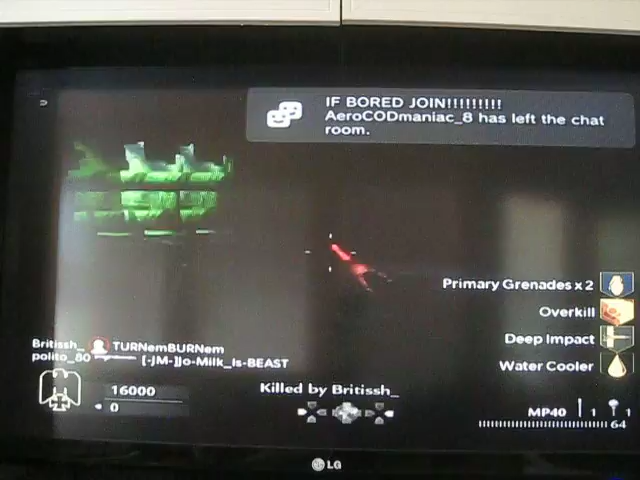 IF BORED JOIN!!!!!!!!!
AeroCODmaniac_8 has left the chat
room.
Primary Grenades x 2
Overkill
Deep Impact
Water Cooler
Britissh_ TURNemBURNem
polito_80 [-JM-]Jo-Milk_Is-BEAST
16000
0
Killed by Britissh_
MP40 1 1
64
LG